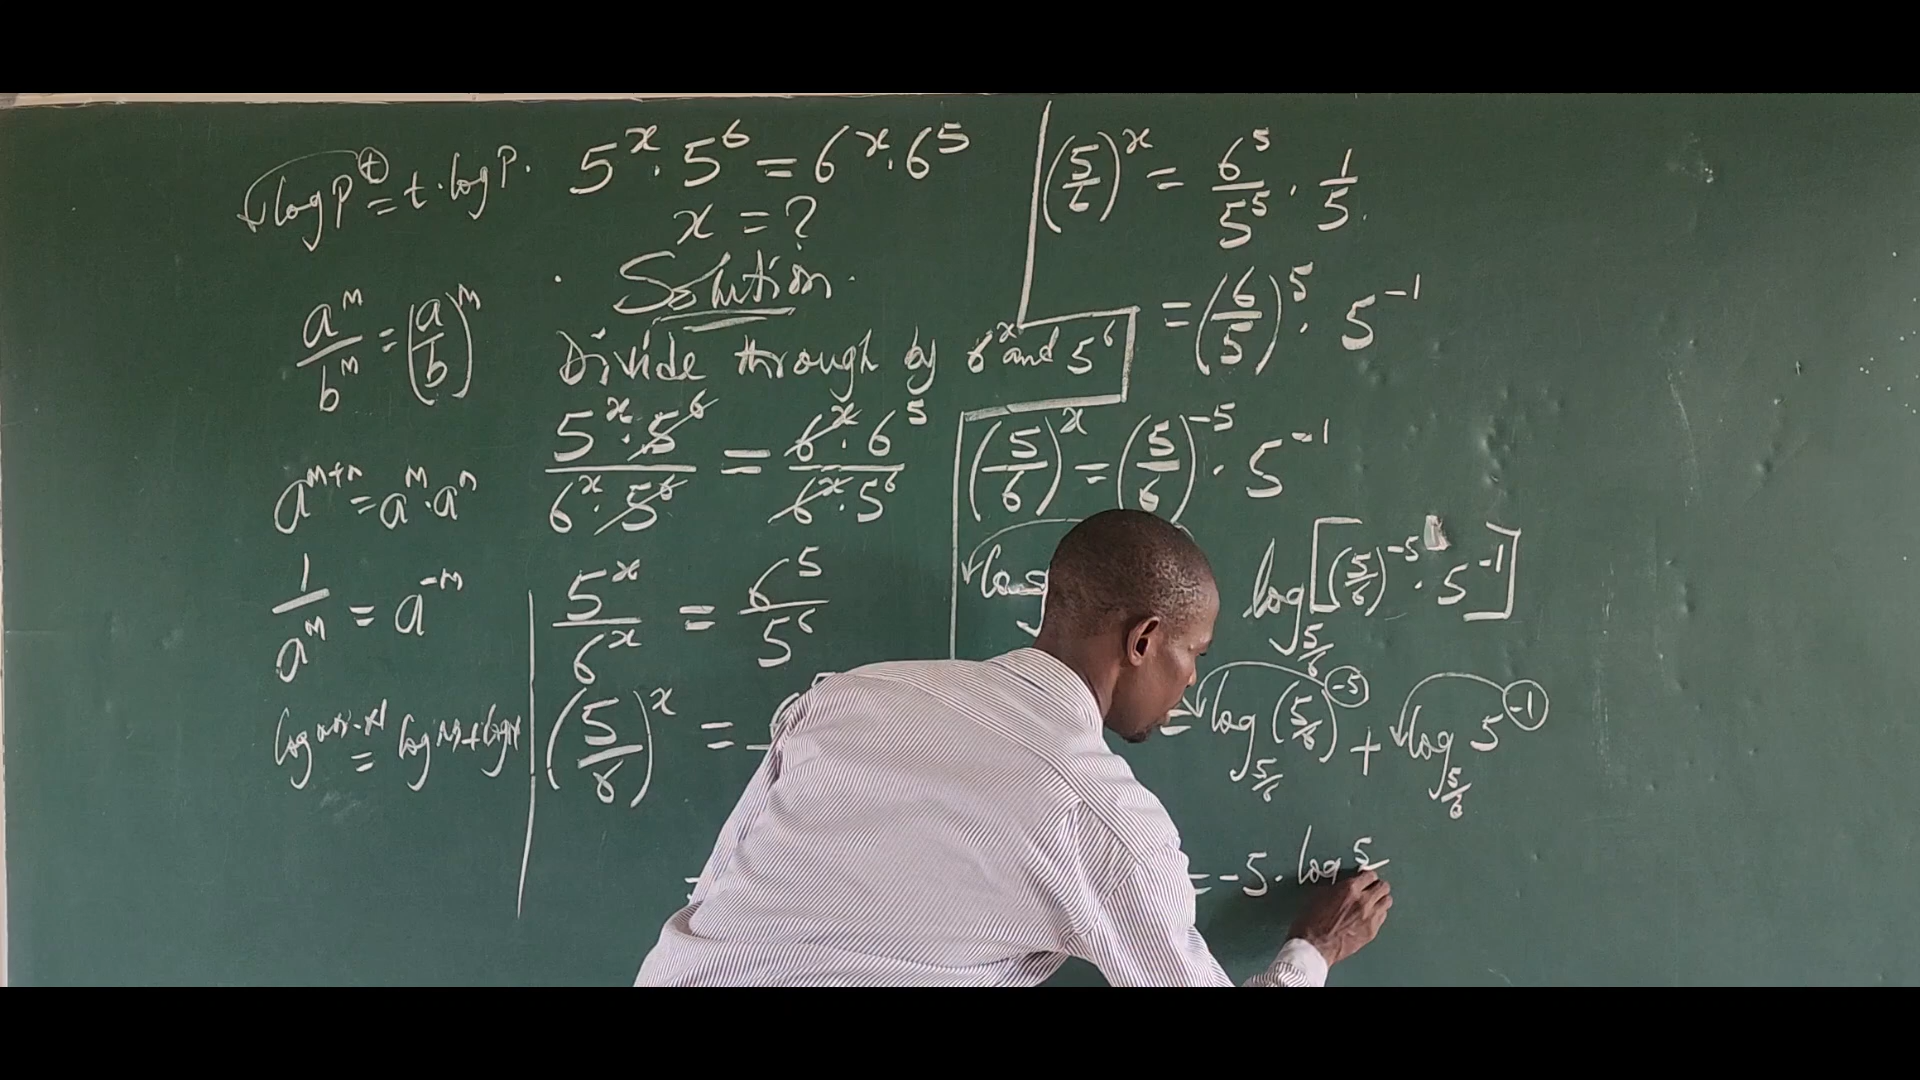 log P^t = t·log P.
a^m/b^m = (a/b)^m
a^(m+n) = a^m·a^n
1/a^m = a^-m
= log M + log N
5^x·5^6 = 6^x·6^5
x = ?
Solution
Divide through by 6^x and 5^6
(5^x·5^6)/(6^x·5^6) = (6^x·6^5)/(6^x·5^6)
5^x/6^x = 6^5/5^6
(5/6)^x =
(5/6)^x = 6^5/5^5 · 1/5.
= (6/5)^5 · 5^-1
(5/6)^x = (5/6)^-5 · 5^-1
log_(5/6)[(5/6)^-5 · 5^-1]
= log_(5/6) (5/6)^-5 + log_(5/6) 5^-1
= -5·log 5